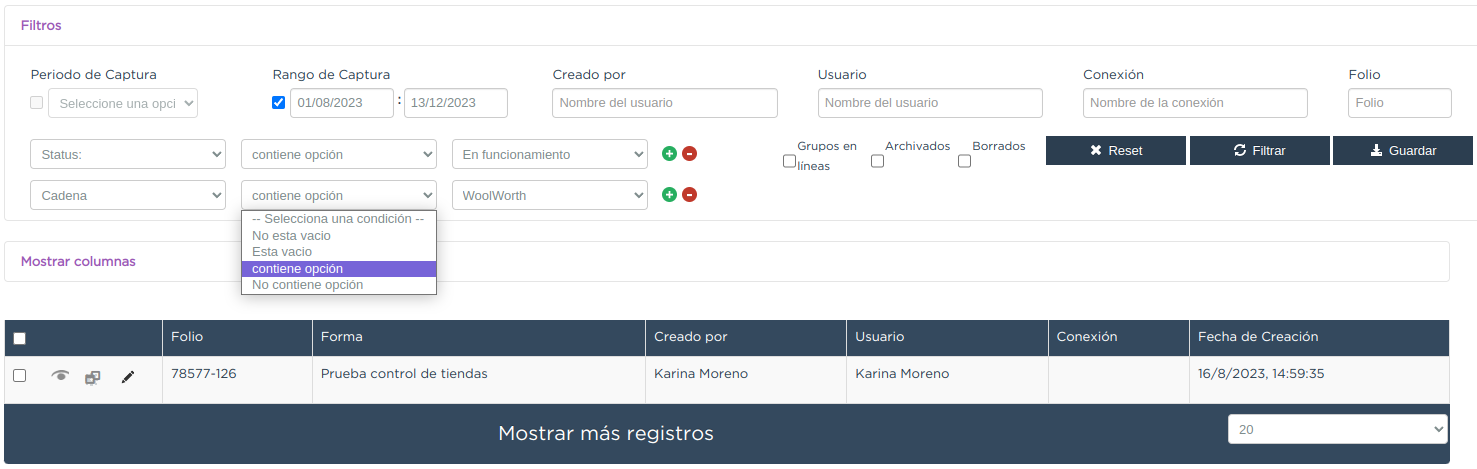 Filtros
Periodo de Captura
Rango de Captura
Creado por
Usuario
Conexión
Folio
Seleccione una opci
01/08/2023 : 13/12/2023
Nombre del usuario
Nombre del usuario
Nombre de la conexión
Folio
Status:
contiene opción
En funcionamiento
Grupos en
líneas
Archivados
Borrados
Reset
Filtrar
Guardar
Cadena
contiene opción
WoolWorth
-- Selecciona una condición --
No esta vacio
Esta vacio
contiene opción
No contiene opción
Mostrar columnas
Folio
Forma
Creado por
Usuario
Conexión
Fecha de Creación
78577-126
Prueba control de tiendas
Karina Moreno
Karina Moreno
16/8/2023, 14:59:35
Mostrar más registros
20